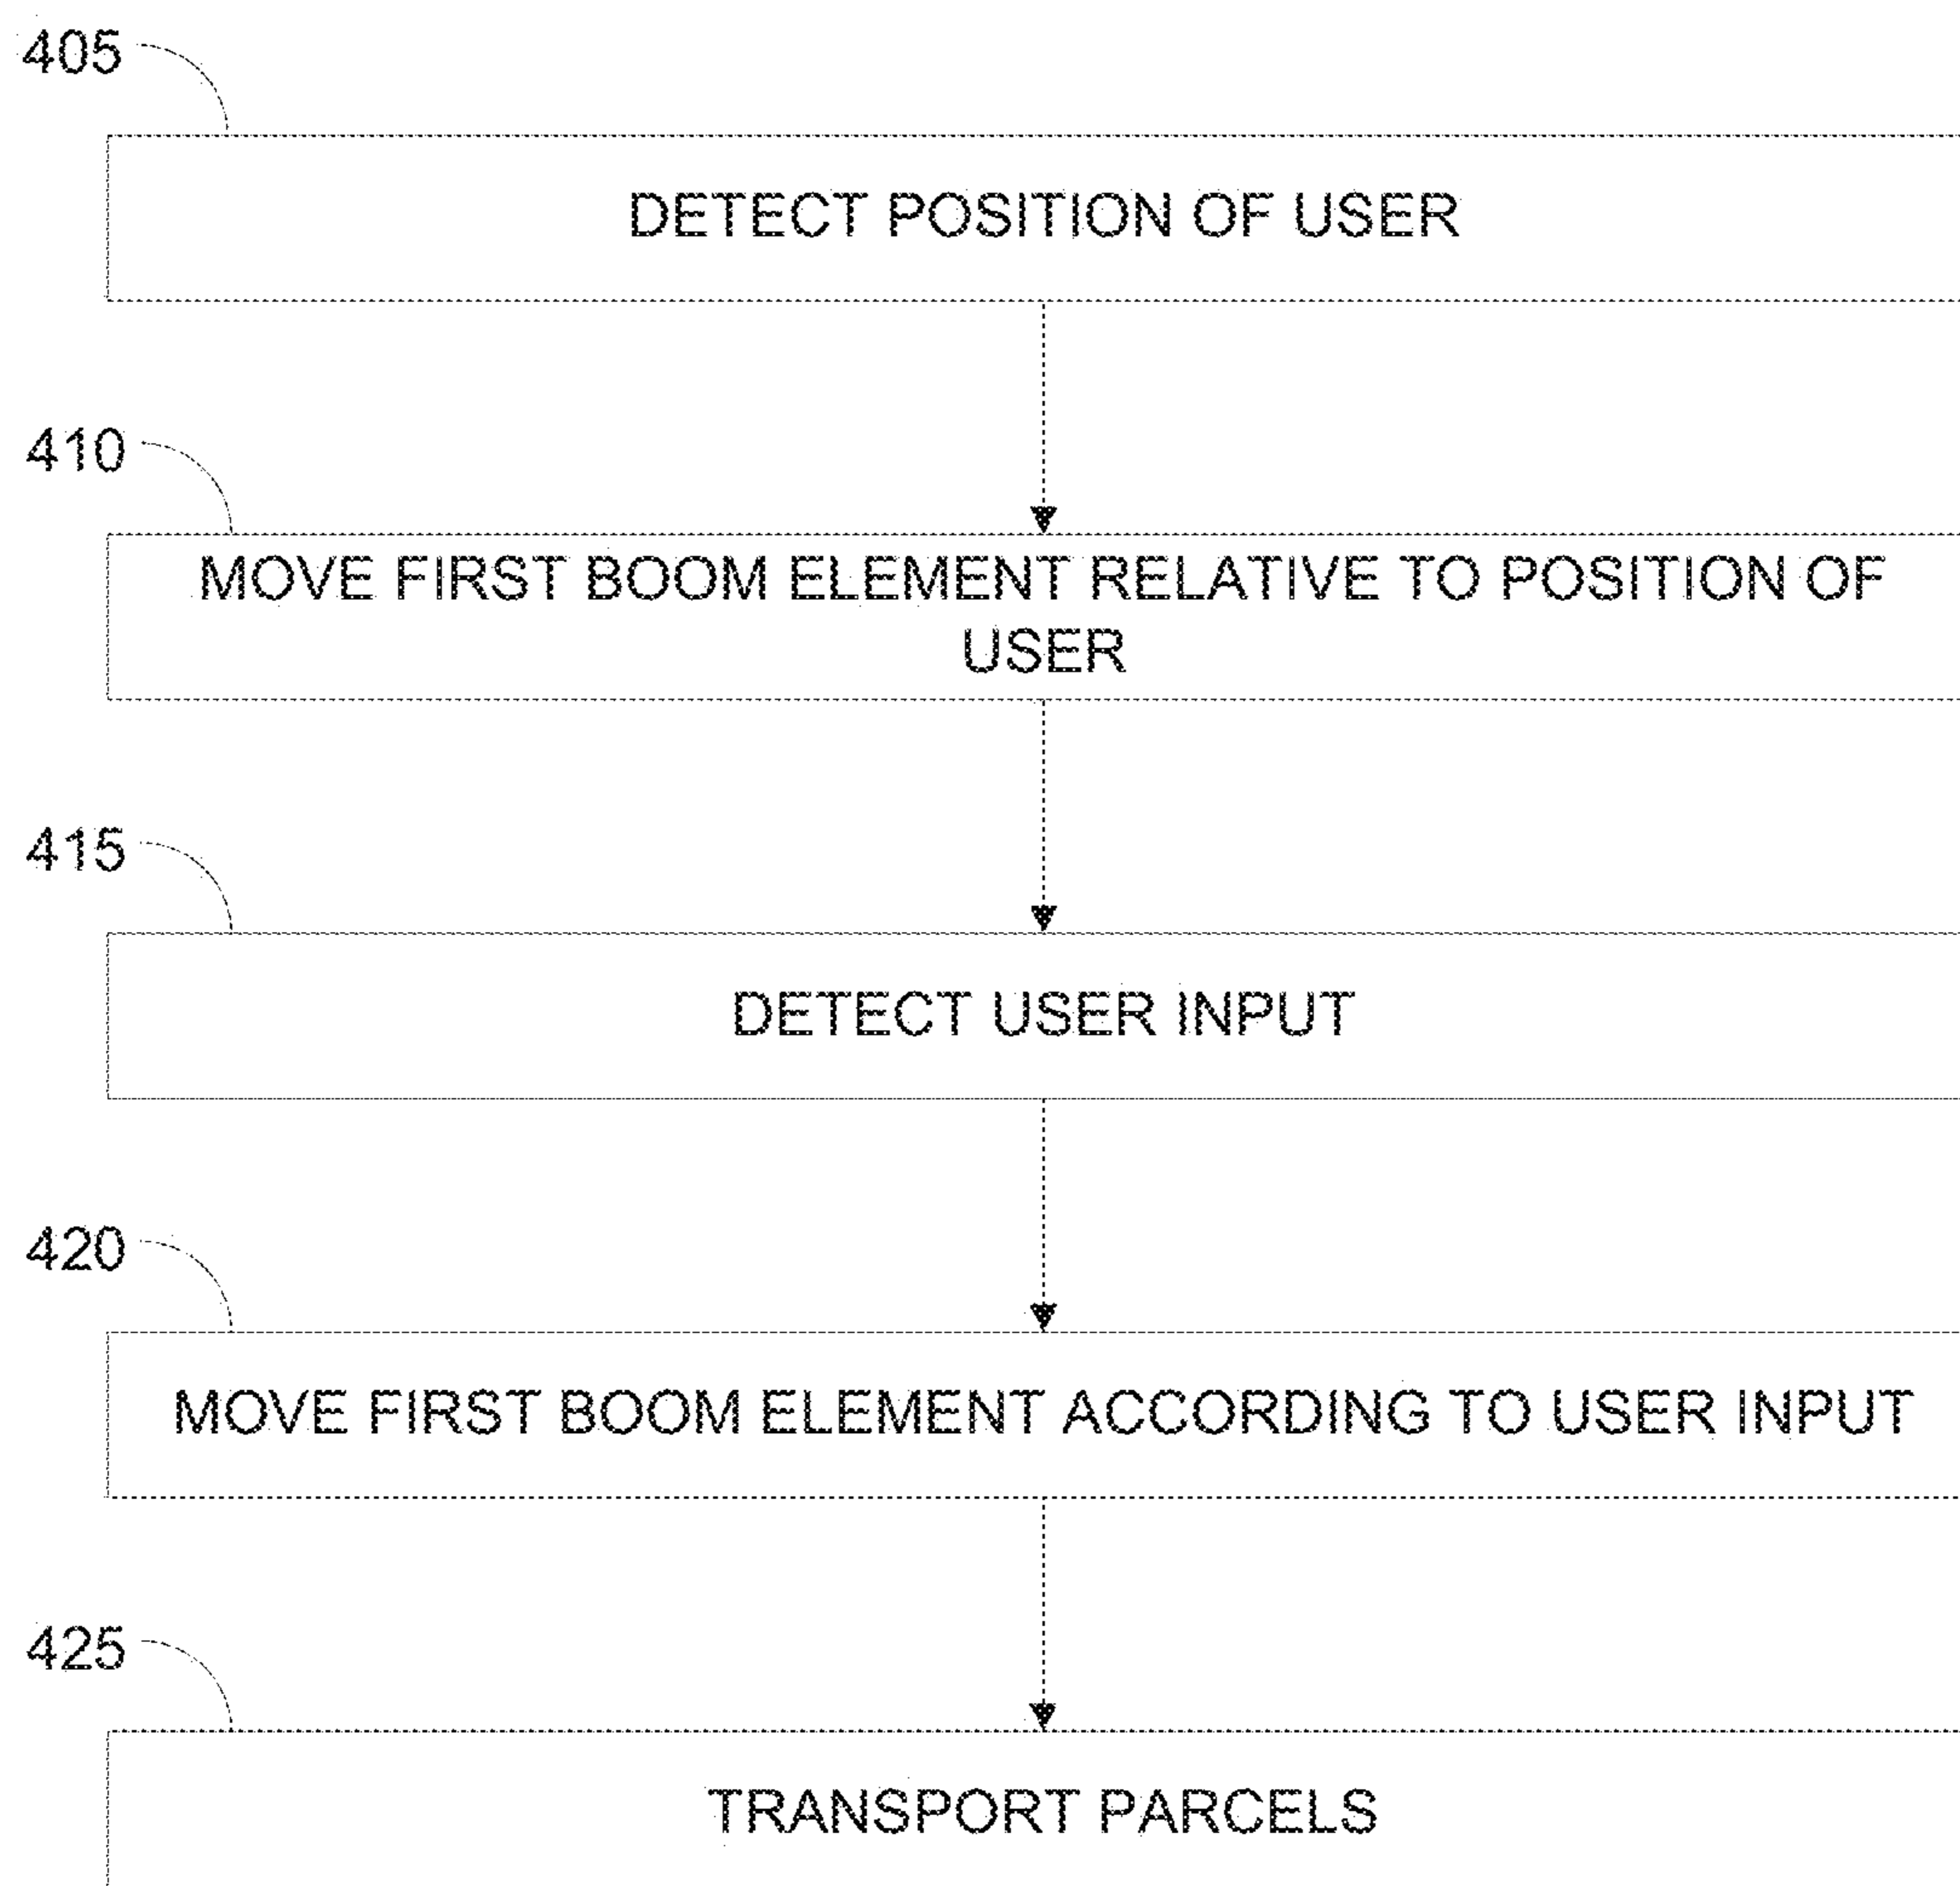 405
DETECT POSITION OF USER
410
MOVE FIRST BOOM ELEMENT RELATIVE TO POSITION OF
USER
415
DETECT USER INPUT
420
MOVE FIRST BOOM ELEMENT ACCORDING TO USER INPUT
425
TRANSPORT PARCELS